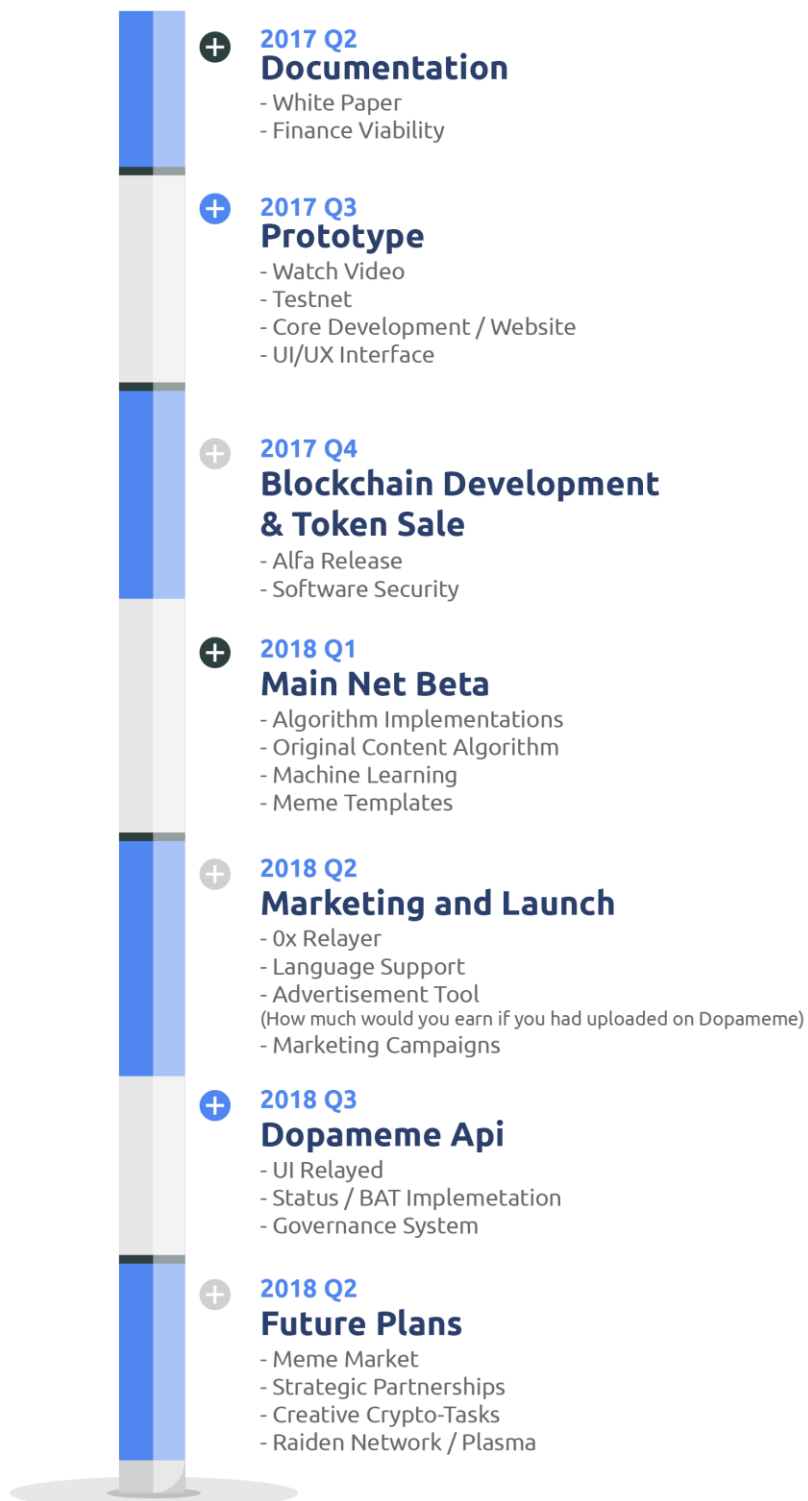 2017 Q2
Documentation
- White Paper
- Finance Viability
2017 Q3
Prototype
- Watch Video
- Testnet
- Core Development / Website
- UI/UX Interface
2017 Q4
Blockchain Development
& Token Sale
- Alfa Release
- Software Security
2018 Q1
Main Net Beta
- Algorithm Implementations
- Original Content Algorithm
- Machine Learning
- Meme Templates
2018 Q2
Marketing and Launch
- 0x Relayer
- Language Support
- Advertisement Tool
(How much would you earn if you had uploaded on Dopameme)
- Marketing Campaigns
2018 Q3
Dopameme Api
- UI Relayed
- Status / BAT Implemetation
- Governance System
2018 Q2
Future Plans
- Meme Market
- Strategic Partnerships
- Creative Crypto-Tasks
- Raiden Network / Plasma